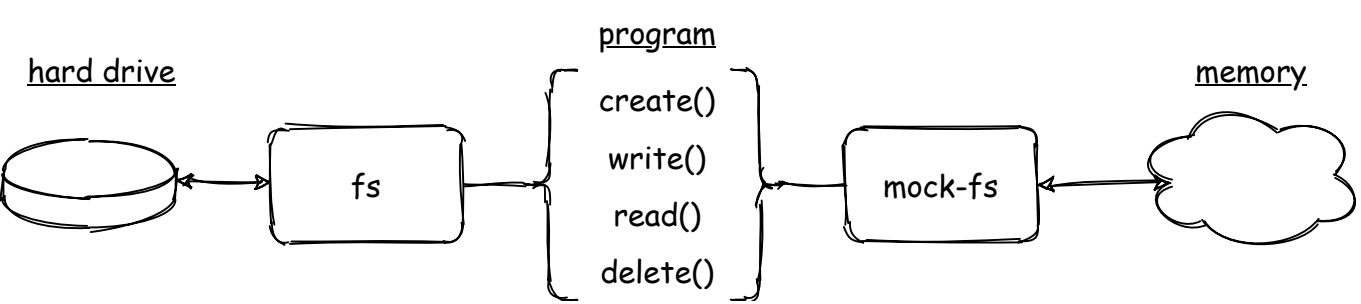 program
hard drive
memory
create()
write()
fs
mock-fs
read()
delete()